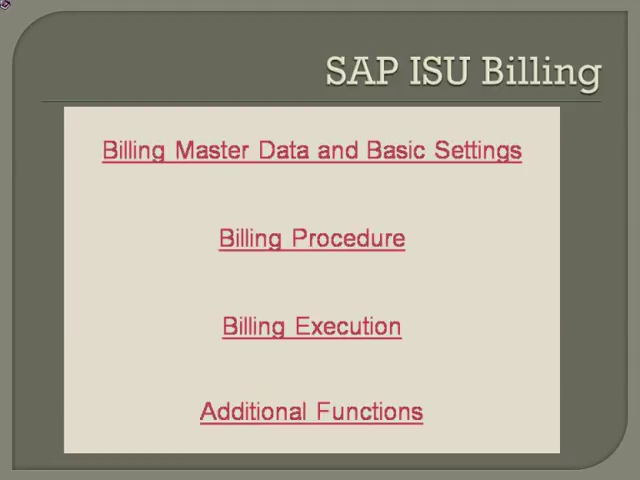 SAP ISU Billing
Billing Master Data and Basic Settings
Billing Procedure
Billing Execution
Additional Functions